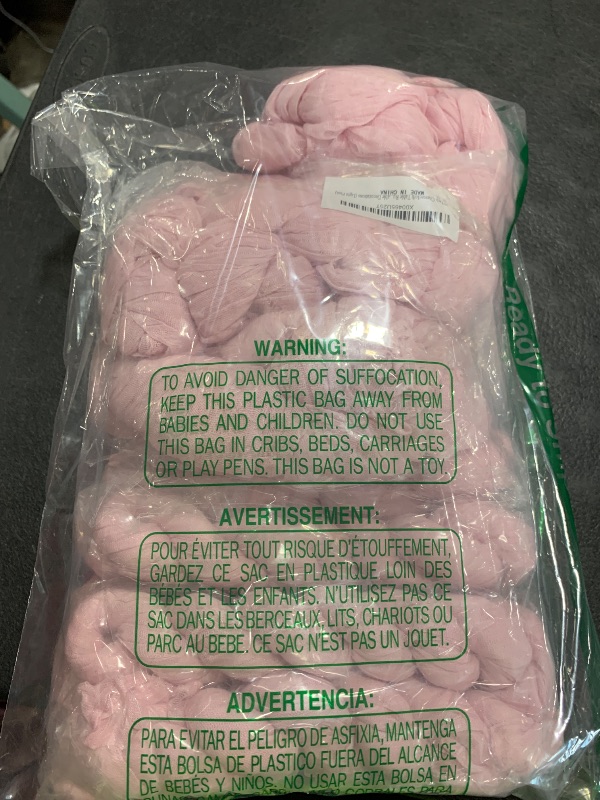 MADE IN CHINA
WARNING:
TO AVOID DANGER OF SUFFOCATION,
KEEP THIS PLASTIC BAG AWAY FROM
BABIES AND CHILDREN. DO NOT USE
THIS BAG IN CRIBS, BEDS, CARRIAGES
OR PLAY PENS. THIS BAG IS NOT A TOY.
AVERTISSEMENT:
POUR ÉVITER TOUT RISQUE D'ÉTOUFFEMENT,
GARDEZ CE SAC EN PLASTIQUE LOIN DES
BÉBÉS ET LES ENFANTS. N'UTILISEZ PAS CE
SAC DANS LES BERCEAUX, LITS, CHARIOTS OU
PARC AU BEBE. CE SAC N'EST PAS UN JOUET.
ADVERTENCIA:
PARA EVITAR EL PELIGRO DE ASFIXIA, MANTENGA
ESTA BOLSA DE PLASTICO FUERA DEL ALCANCE
DE BEBÉS Y NIÑOS. NO USAR ESTA BOLSA EN
Ready to